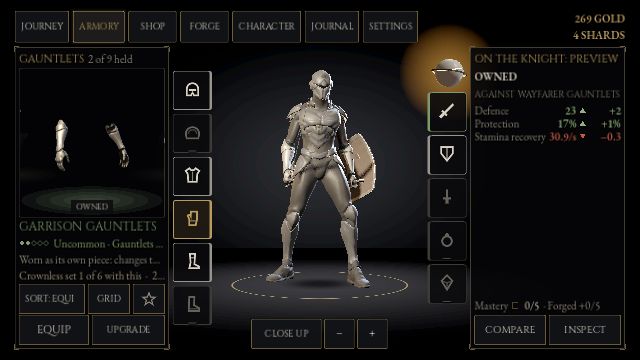 JOURNEY ARMORY SHOP FORGE CHARACTER JOURNAL SETTINGS
269 GOLD
4 SHARDS
GAUNTLETS 2 of 9 held
OWNED
GARRISON GAUNTLETS
Uncommon · Gauntlets ...
Worn as its own piece: changes t...
Crownless set 1 of 6 with this · 2...
SORT: EQUI GRID
EQUIP UPGRADE
CLOSE UP − +
ON THE KNIGHT: PREVIEW
OWNED
AGAINST WAYFARER GAUNTLETS
Defence 23 +2
Protection 17% +1%
Stamina recovery 30.9/s −0.3
Mastery 0/5 · Forged +0/5
COMPARE INSPECT